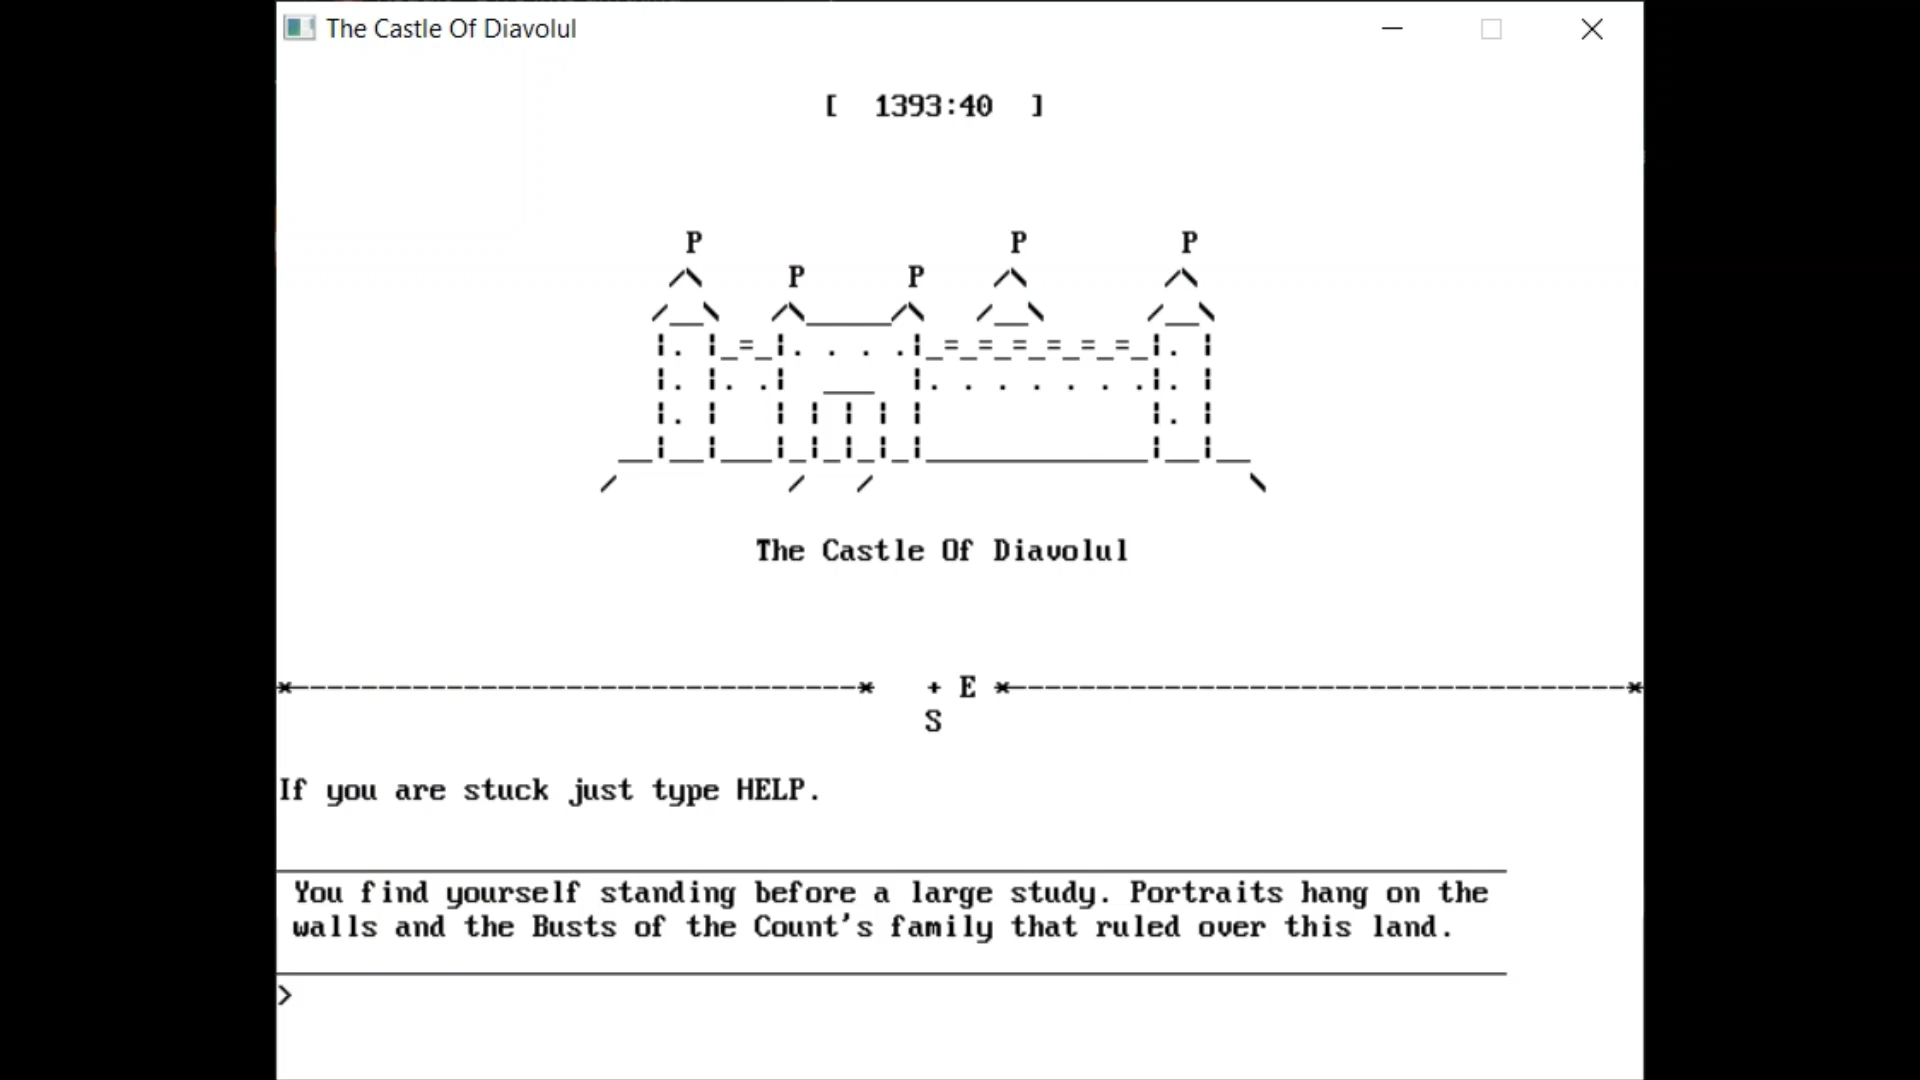 The Castle Of Diavolul
[ 1393:40 ]
P P P
P P
The Castle Of Diavolul
+ E
S
If you are stuck just type HELP.
You find yourself standing before a large study. Portraits hang on the
walls and the Busts of the Count's family that ruled over this land.
>